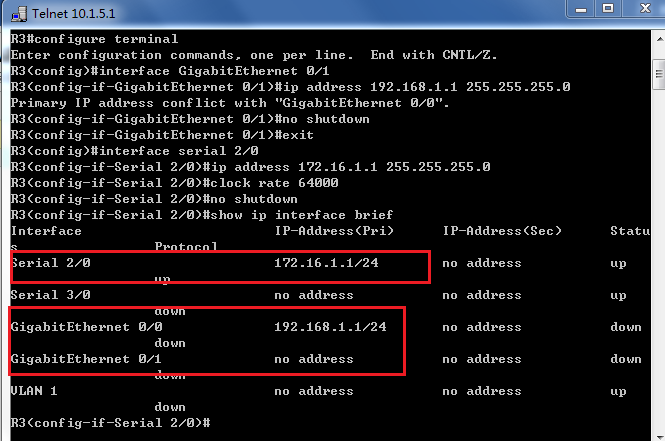 Telnet 10.1.5.1
R3#configure terminal
Enter configuration commands, one per line.  End with CNTL/Z.
R3(config)#interface GigabitEthernet 0/1
R3(config-if-GigabitEthernet 0/1)#ip address 192.168.1.1 255.255.255.0
Primary IP address conflict with "GigabitEthernet 0/0".
R3(config-if-GigabitEthernet 0/1)#no shutdown
R3(config-if-GigabitEthernet 0/1)#exit
R3(config)#interface serial 2/0
R3(config-if-Serial 2/0)#ip address 172.16.1.1 255.255.255.0
R3(config-if-Serial 2/0)#clock rate 64000
R3(config-if-Serial 2/0)#no shutdown
R3(config-if-Serial 2/0)#show ip interface brief
Interface IP-Address(Pri) IP-Address(Sec) Statu
s Protocol
Serial 2/0 172.16.1.1/24 no address up
up
Serial 3/0 no address no address up
down
GigabitEthernet 0/0 192.168.1.1/24 no address down
down
GigabitEthernet 0/1 no address no address down
down
VLAN 1 no address no address up
down
R3(config-if-Serial 2/0)#